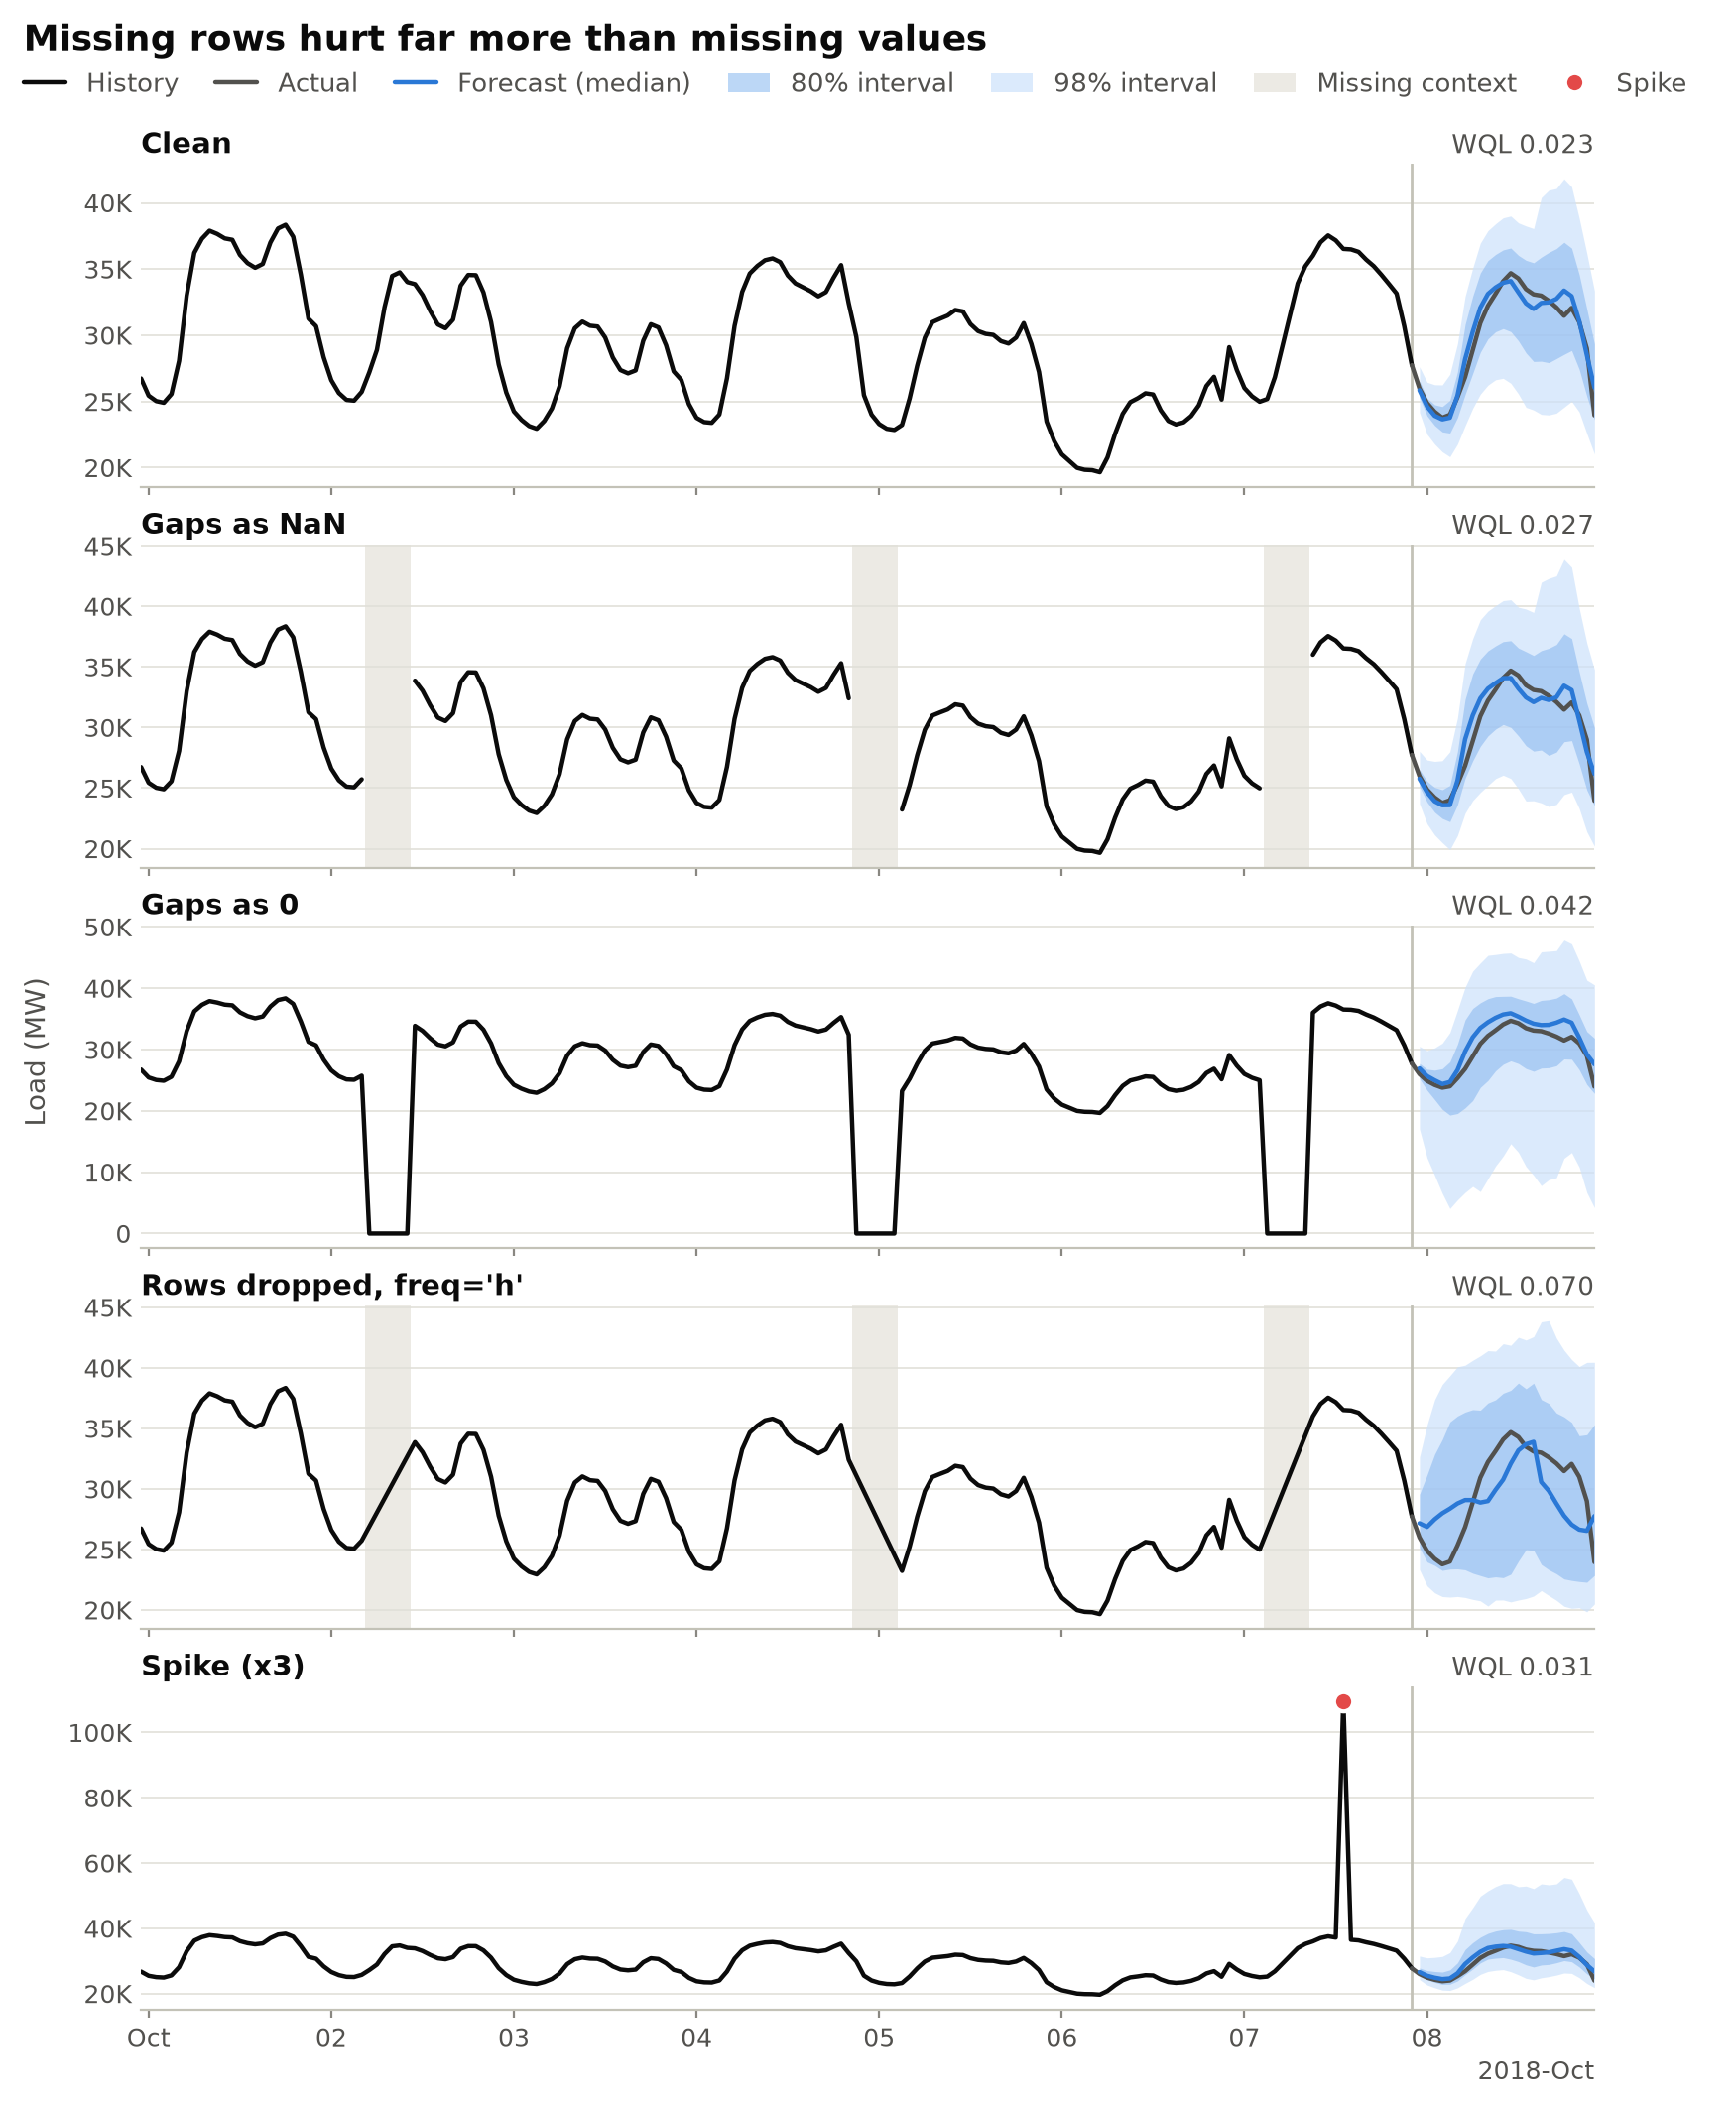 Missing rows hurt far more than missing values
History Actual Forecast (median) 80% interval 98% interval Missing context Spike
Clean WQL 0.023
40K
35K
30K
25K
20K
Gaps as NaN WQL 0.027
45K
40K
35K
30K
25K
20K
Gaps as 0 WQL 0.042
50K
40K
30K
20K
10K
0
Load (MW)
Rows dropped, freq='h' WQL 0.070
45K
40K
35K
30K
25K
20K
Spike (x3) WQL 0.031
100K
80K
60K
40K
20K
Oct 02 03 04 05 06 07 08
2018-Oct